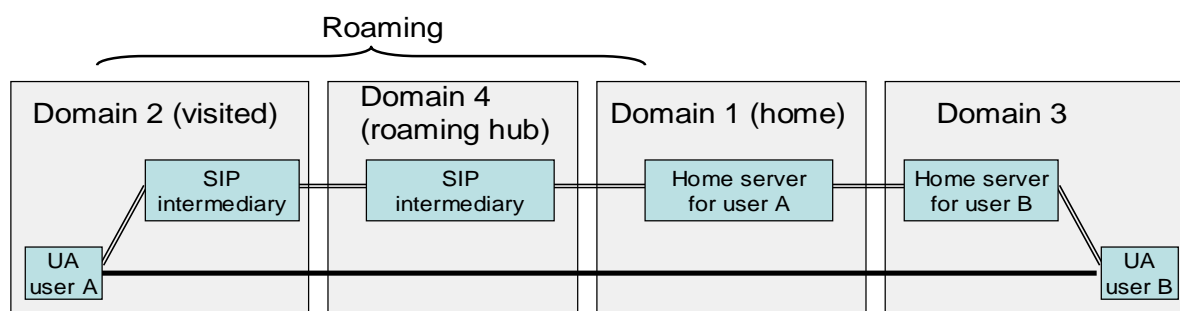 Roaming
Domain 2 (visited)
Domain 4
(roaming hub)
Domain 1 (home)
Domain 3
SIP
intermediary
SIP
intermediary
Home server
for user A
Home server
for user B
UA
user A
UA
user B